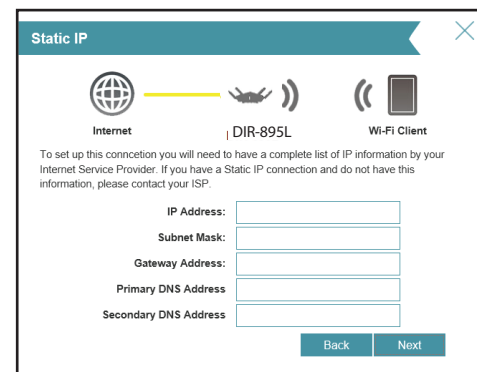 Static IP
Internet
DIR-895L
Wi-Fi Client
To set up this conncetion you will need to have a complete list of IP information by your
Internet Service Provider. If you have a Static IP connection and do not have this
information, please contact your ISP.
IP Address:
Subnet Mask:
Gateway Address:
Primary DNS Address
Secondary DNS Address
Back
Next